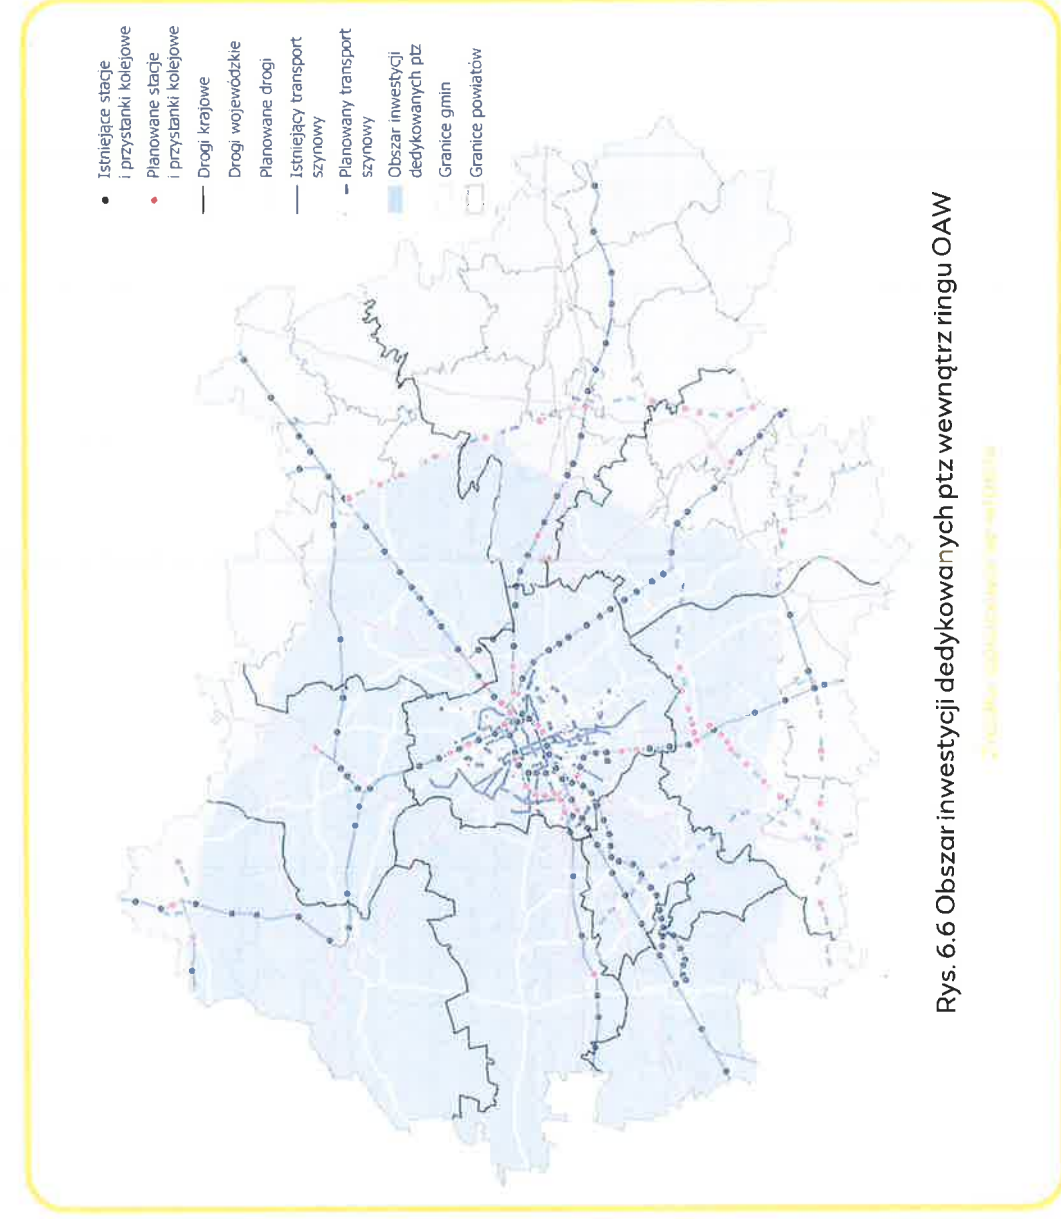 Istniejące stacje
i przystanki kolejowe
Planowane stacje
i przystanki kolejowe
Drogi krajowe
Drogi wojewódzkie
Planowane drogi
Istniejący transport
szynowy
Planowany transport
szynowy
Obszar inwestycji
dedykowanych ptz
Granice gmin
Granice powiatów
Rys. 6.6 Obszar inwestycji dedykowanych ptz wewnątrz ringu OAW